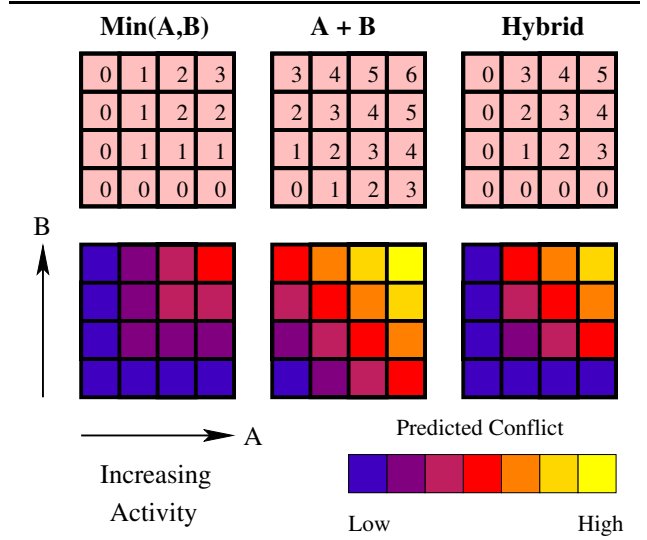 Min(A,B) A + B Hybrid
0 1 2 3 3 4 5 6 0 3 4 5
0 1 2 2 2 3 4 5 0 2 3 4
0 1 1 1 1 2 3 4 0 1 2 3
0 0 0 0 0 1 2 3 0 0 0 0
B
A
Increasing
Activity
Predicted Conflict
Low High